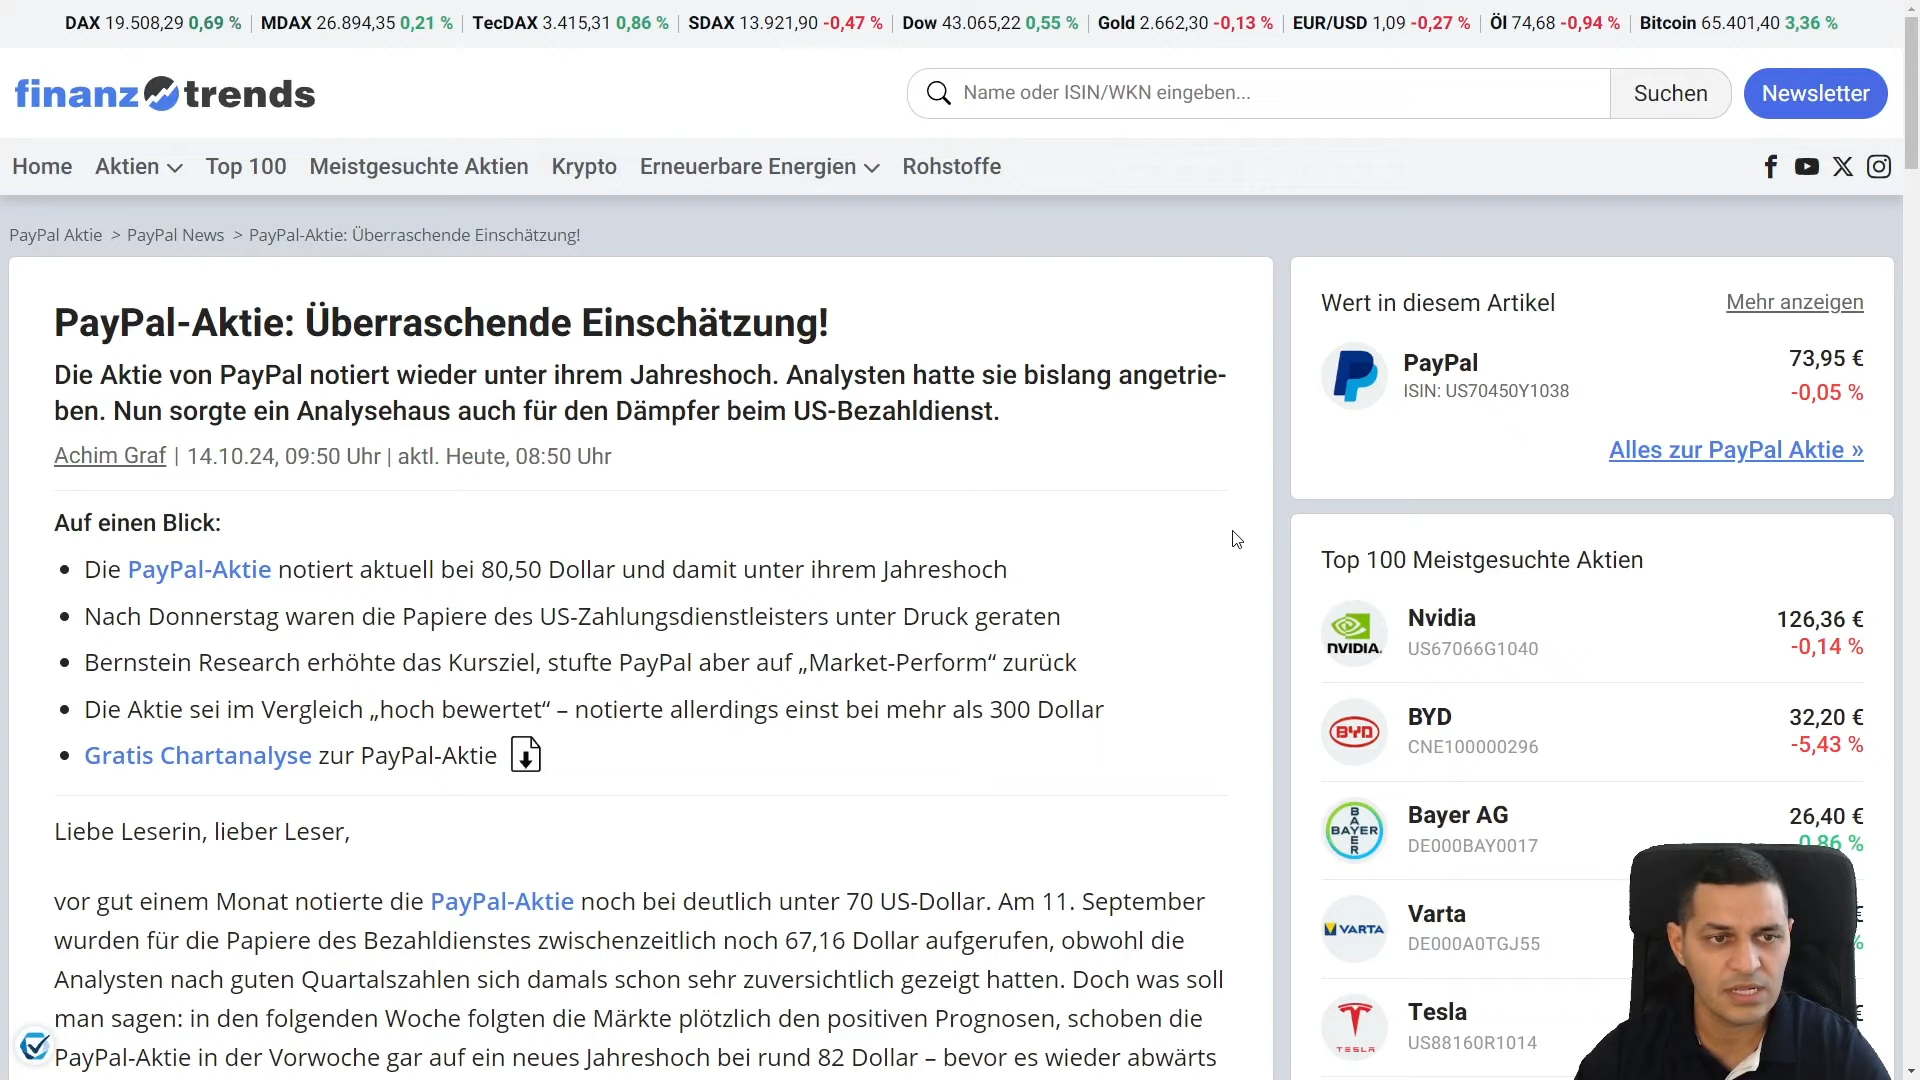 DAX 19.508,29 0,69 % | MDAX 26.894,35 0,21 % | TecDAX 3.415,31 0,86 % | SDAX 13.921,90 -0,47 % | Dow 43.065,22 0,55 % | Gold 2.662,30 -0,13 % | EUR/USD 1,09 -0,27 % | Öl 74,68 -0,94 % | Bitcoin 65.401,40 3,36 %
finanztrends
Name oder ISIN/WKN eingeben...
Suchen
Newsletter
Home Aktien Top 100 Meistgesuchte Aktien Krypto Erneuerbare Energien Rohstoffe
PayPal Aktie > PayPal News > PayPal-Aktie: Überraschende Einschätzung!
PayPal-Aktie: Überraschende Einschätzung!
Die Aktie von PayPal notiert wieder unter ihrem Jahreshoch. Analysten hatte sie bislang angetrie-
ben. Nun sorgte ein Analysehaus auch für den Dämpfer beim US-Bezahldienst.
Achim Graf | 14.10.24, 09:50 Uhr | aktl. Heute, 08:50 Uhr
Auf einen Blick:
• Die PayPal-Aktie notiert aktuell bei 80,50 Dollar und damit unter ihrem Jahreshoch
• Nach Donnerstag waren die Papiere des US-Zahlungsdienstleisters unter Druck geraten
• Bernstein Research erhöhte das Kursziel, stufte PayPal aber auf „Market-Perform“ zurück
• Die Aktie sei im Vergleich „hoch bewertet“ – notierte allerdings einst bei mehr als 300 Dollar
• Gratis Chartanalyse zur PayPal-Aktie
Liebe Leserin, lieber Leser,
vor gut einem Monat notierte die PayPal-Aktie noch bei deutlich unter 70 US-Dollar. Am 11. September
wurden für die Papiere des Bezahldienstes zwischenzeitlich noch 67,16 Dollar aufgerufen, obwohl die
Analysten nach guten Quartalszahlen sich damals schon sehr zuversichtlich gezeigt hatten. Doch was soll
man sagen: in den folgenden Woche folgten die Märkte plötzlich den positiven Prognosen, schoben die
PayPal-Aktie in der Vorwoche gar auf ein neues Jahreshoch bei rund 82 Dollar – bevor es wieder abwärts
Wert in diesem Artikel
Mehr anzeigen
PayPal
73,95 €
ISIN: US70450Y1038
-0,05 %
Alles zur PayPal Aktie »
Top 100 Meistgesuchte Aktien
NVIDIA.
Nvidia
126,36 €
US67066G1040
-0,14 %
BYD
BYD
32,20 €
CNE100000296
-5,43 %
BAYER
BAYER
Bayer AG
26,40 €
DE000BAY0017
0,86 %
VARTA
Varta
€
DE000A0TGJ55
%
TESLA
Tesla
€
US88160R1014